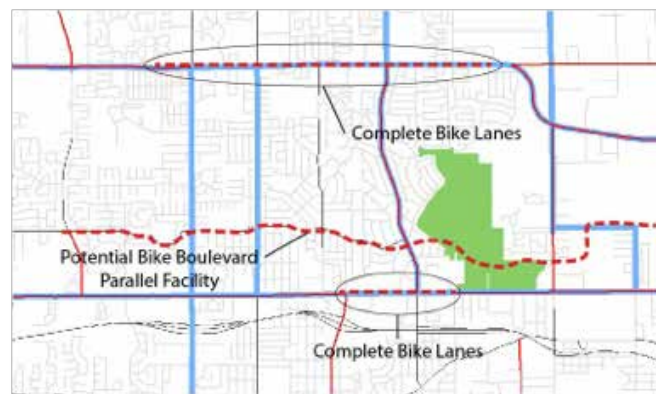 Complete Bike Lanes
Potential Bike Boulevard
Parallel Facility
Complete Bike Lanes